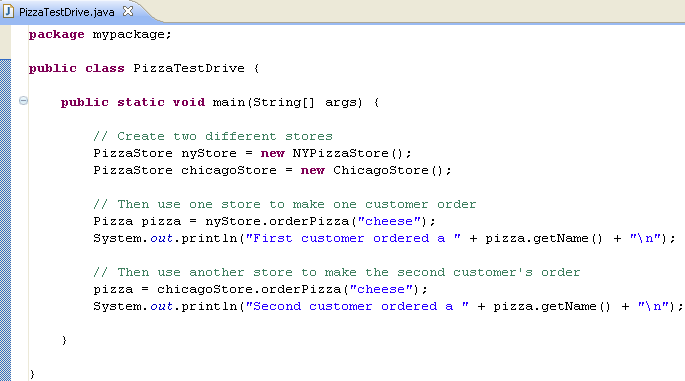 PizzaTestDrive.java
package mypackage;
public class PizzaTestDrive {
public static void main(String[] args) {
// Create two different stores
PizzaStore nyStore = new NYPizzaStore();
PizzaStore chicagoStore = new ChicagoStore();
// Then use one store to make one customer order
Pizza pizza = nyStore.orderPizza("cheese");
System.out.println("First customer ordered a " + pizza.getName() + "\n");
// Then use another store to make the second customer's order
pizza = chicagoStore.orderPizza("cheese");
System.out.println("Second customer ordered a " + pizza.getName() + "\n");
}
}